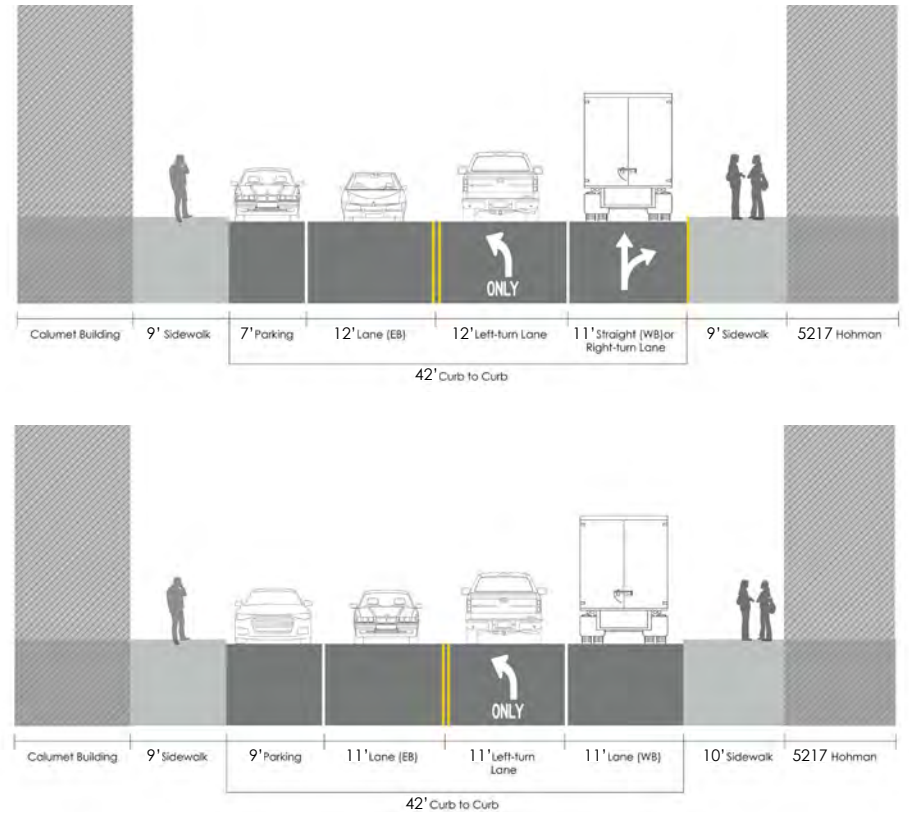 ONLY
Calumet Building 9' Sidewalk 7' Parking 12' Lane (EB) 12' Left-turn Lane 11' Straight (WB)or 9' Sidewalk 5217 Hohman
Right-turn Lane
42' Curb to Curb
ONLY
Calumet Building 9' Sidewalk 9' Parking 11' Lane (EB) 11' Left-turn 11' Lane (WB) 10' Sidewalk 5217 Hohman
Lane
42' Curb to Curb